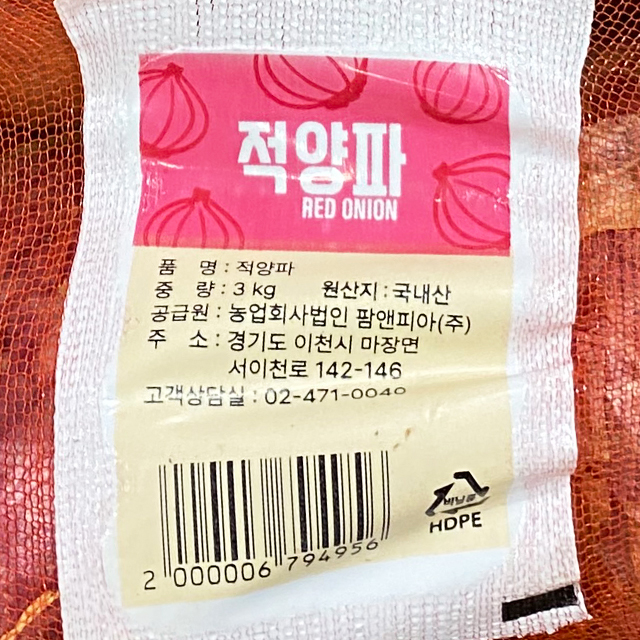 적양파
RED ONION
품 명 : 적양파
중 량 : 3 kg 원산지 : 국내산
공급원 : 농업회사법인 팜앤피아(주)
주 소 : 경기도 이천시 마장면
서이천로 142-146
고객상담실 : 02-471-0040
비닐류
HDPE
2 000006 794956